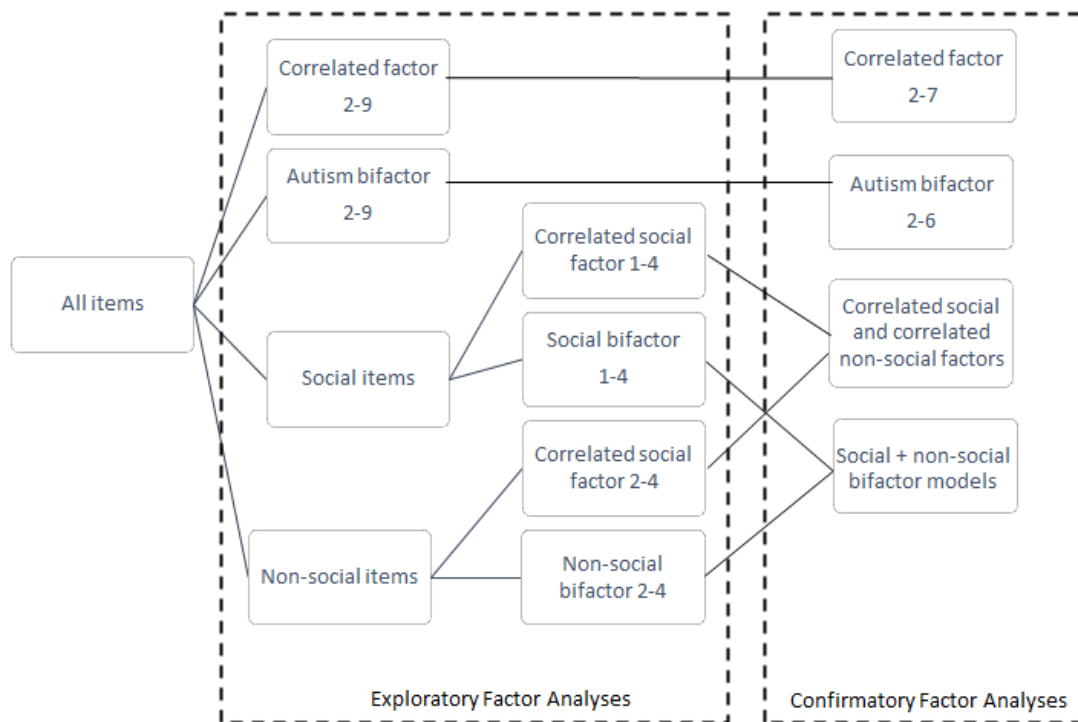 All items
Correlated factor
2-9
Autism bifactor
2-9
Social items
Non-social items
Correlated social
factor 1-4
Social bifactor
1-4
Correlated social
factor 2-4
Non-social
bifactor 2-4
Exploratory Factor Analyses
Correlated factor
2-7
Autism bifactor
2-6
Correlated social
and correlated
non-social factors
Social + non-social
bifactor models
Confirmatory Factor Analyses